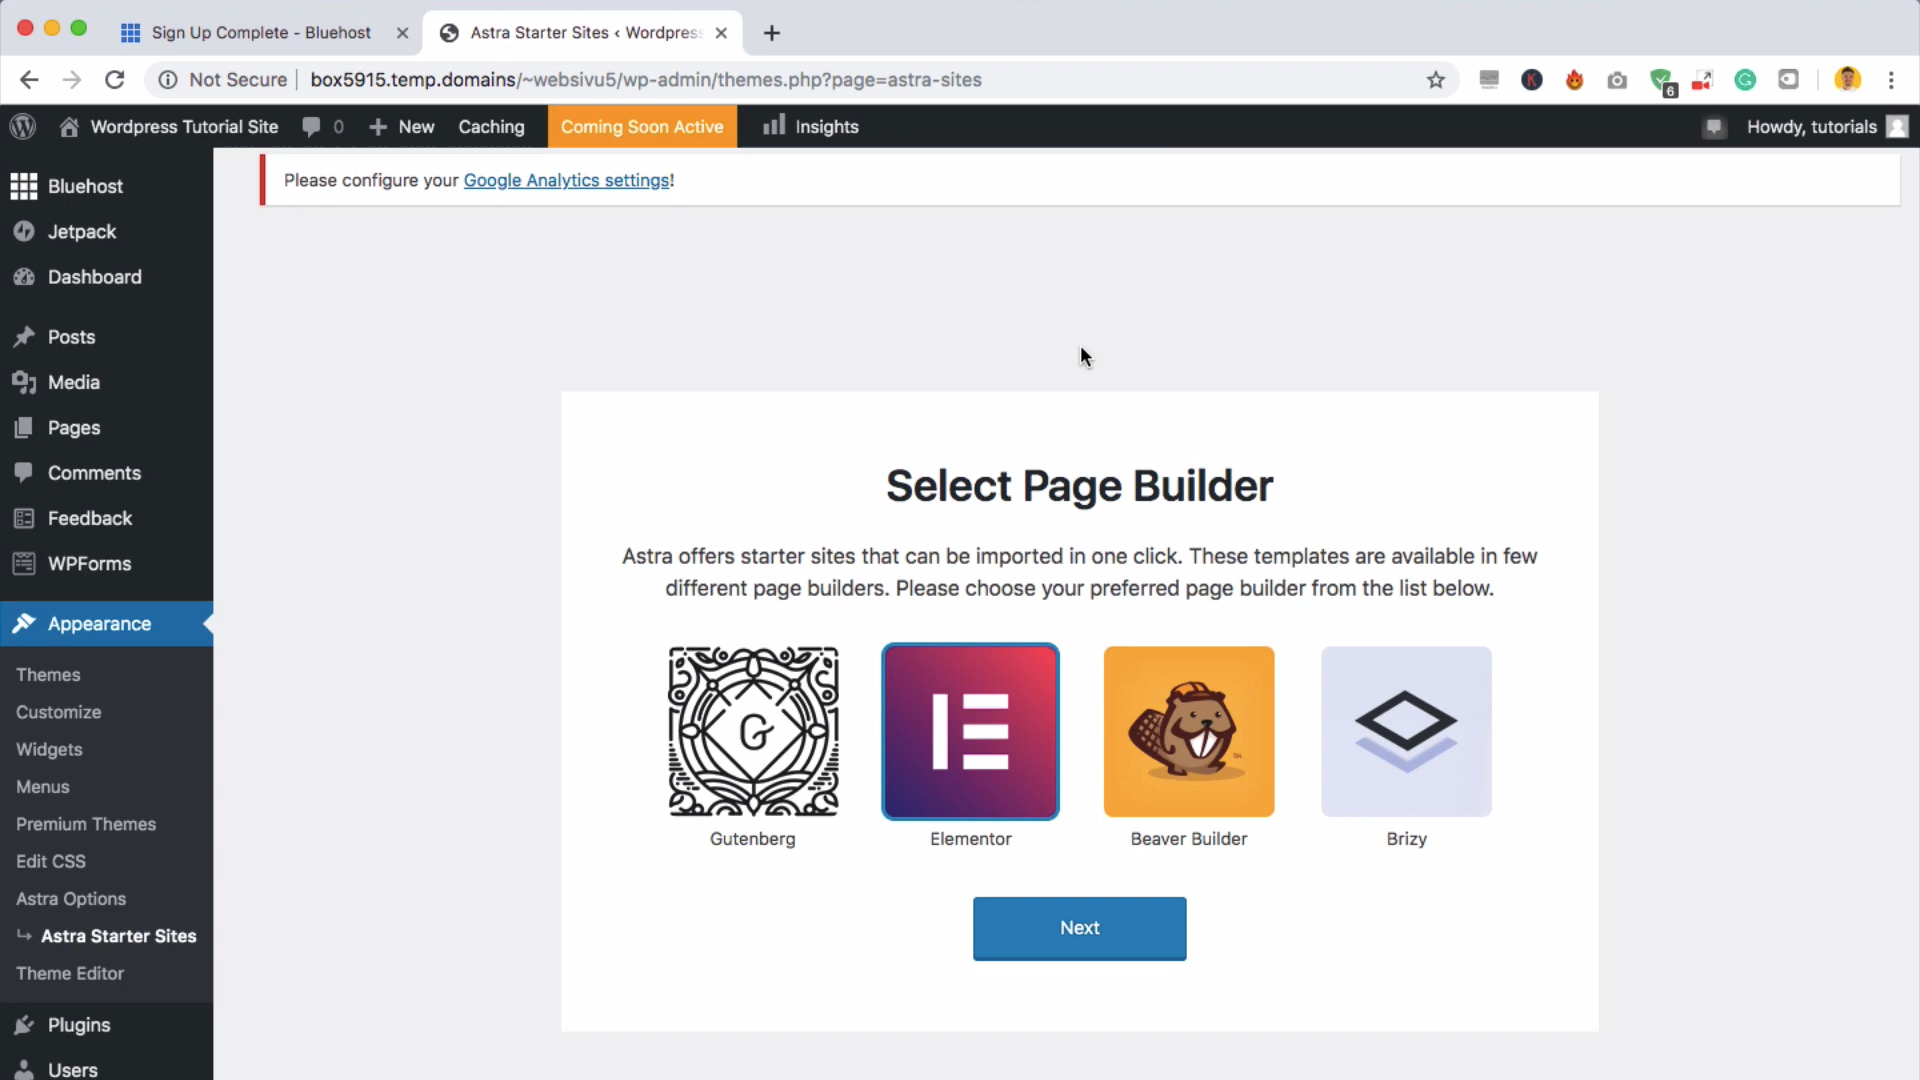 Sign Up Complete - Bluehost
Astra Starter Sites ‹ Wordpress
Not Secure
box5915.temp.domains/~websivu5/wp-admin/themes.php?page=astra-sites
K
6
Wordpress Tutorial Site
0
New
Caching
Coming Soon Active
Insights
Howdy, tutorials
Please configure your Google Analytics settings!
Bluehost
Jetpack
Dashboard
Posts
Media
Pages
Comments
Feedback
WPForms
Appearance
Themes
Customize
Widgets
Menus
Premium Themes
Edit CSS
Astra Options
Astra Starter Sites
Theme Editor
Plugins
Users
Select Page Builder
Astra offers starter sites that can be imported in one click. These templates are available in few
different page builders. Please choose your preferred page builder from the list below.
G
TM
Gutenberg
Elementor
Beaver Builder
Brizy
Next